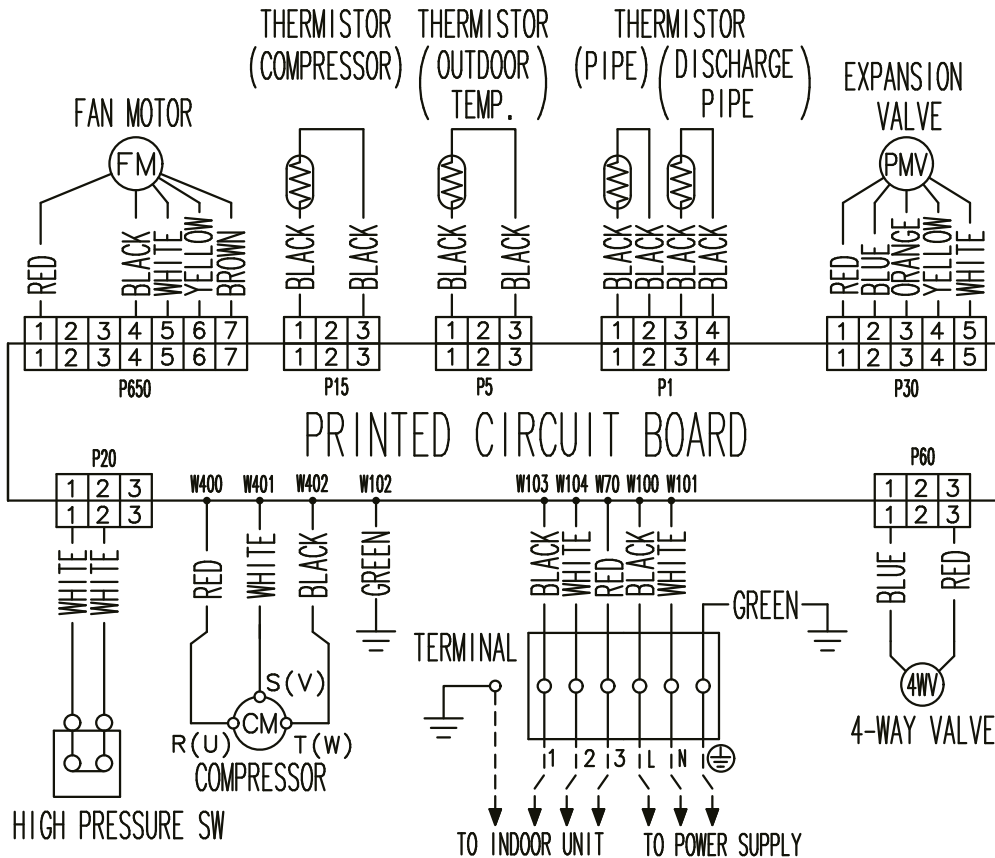 THERMISTOR THERMISTOR THERMISTOR
(COMPRESSOR) (OUTDOOR TEMP.) (PIPE) (DISCHARGE PIPE)
EXPANSION
VALVE
FAN MOTOR
FM
PMV
RED BLACK WHITE YELLOW BROWN
BLACK BLACK
BLACK BLACK
BLACK BLACK BLACK BLACK
RED BLUE ORANGE YELLOW WHITE
1 2 3 4 5 6 7
1 2 3 4 5 6 7
P650
1 2 3
1 2 3
P15
1 2 3
1 2 3
P5
1 2 3 4
1 2 3 4
P1
1 2 3 4 5
1 2 3 4 5
P30
PRINTED CIRCUIT BOARD
P20
1 2 3
1 2 3
W400 W401 W402 W102
W103 W104 W70 W100 W101
P60
1 2 3
1 2 3
WHITE WHITE
RED WHITE BLACK GREEN
BLACK WHITE RED BLACK WHITE
BLUE RED
GREEN
TERMINAL
S(V)
CM
R(U) T(W)
COMPRESSOR
4WV
4-WAY VALVE
1 2 3 L N
HIGH PRESSURE SW
TO INDOOR UNIT TO POWER SUPPLY